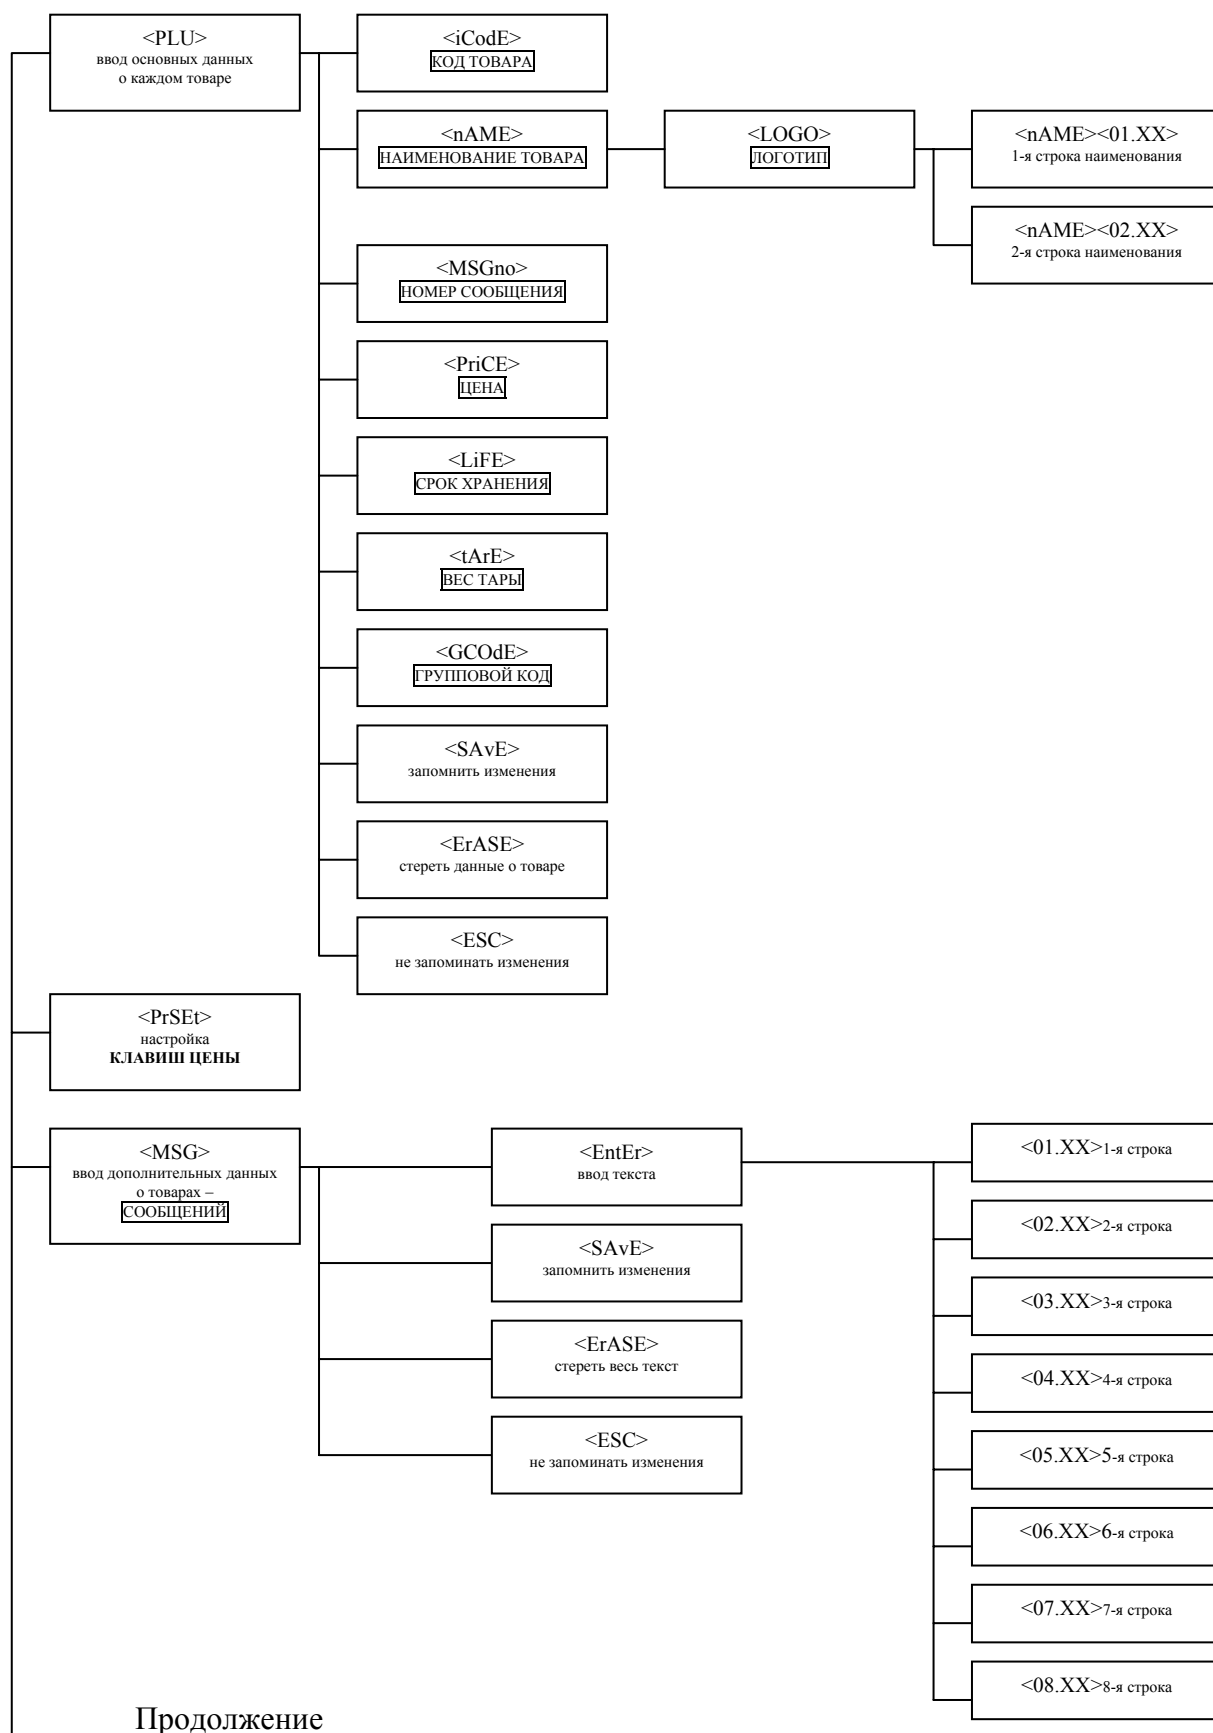 <PLU>
ввод основных данных
о каждом товаре
<iCodE>
КОД ТОВАРА
<nAME>
НАИМЕНОВАНИЕ ТОВАРА
<LOGO>
ЛОГОТИП
<nAME><01.XX>
1-я строка наименования
<nAME><02.XX>
2-я строка наименования
<MSGno>
НОМЕР СООБЩЕНИЯ
<PriCE>
ЦЕНА
<LiFE>
СРОК ХРАНЕНИЯ
<tArE>
ВЕС ТАРЫ
<GCOdE>
ГРУППОВОЙ КОД
<SAvE>
запомнить изменения
<ErASE>
стереть данные о товаре
<ESC>
не запоминать изменения
<PrSEt>
настройка
КЛАВИШ ЦЕНЫ
<MSG>
ввод дополнительных данных
о товарах –
СООБЩЕНИЙ
<EntEr>
ввод текста
<SAvE>
запомнить изменения
<ErASE>
стереть весь текст
<ESC>
не запоминать изменения
<01.XX>1-я строка
<02.XX>2-я строка
<03.XX>3-я строка
<04.XX>4-я строка
<05.XX>5-я строка
<06.XX>6-я строка
<07.XX>7-я строка
<08.XX>8-я строка
Продолжение